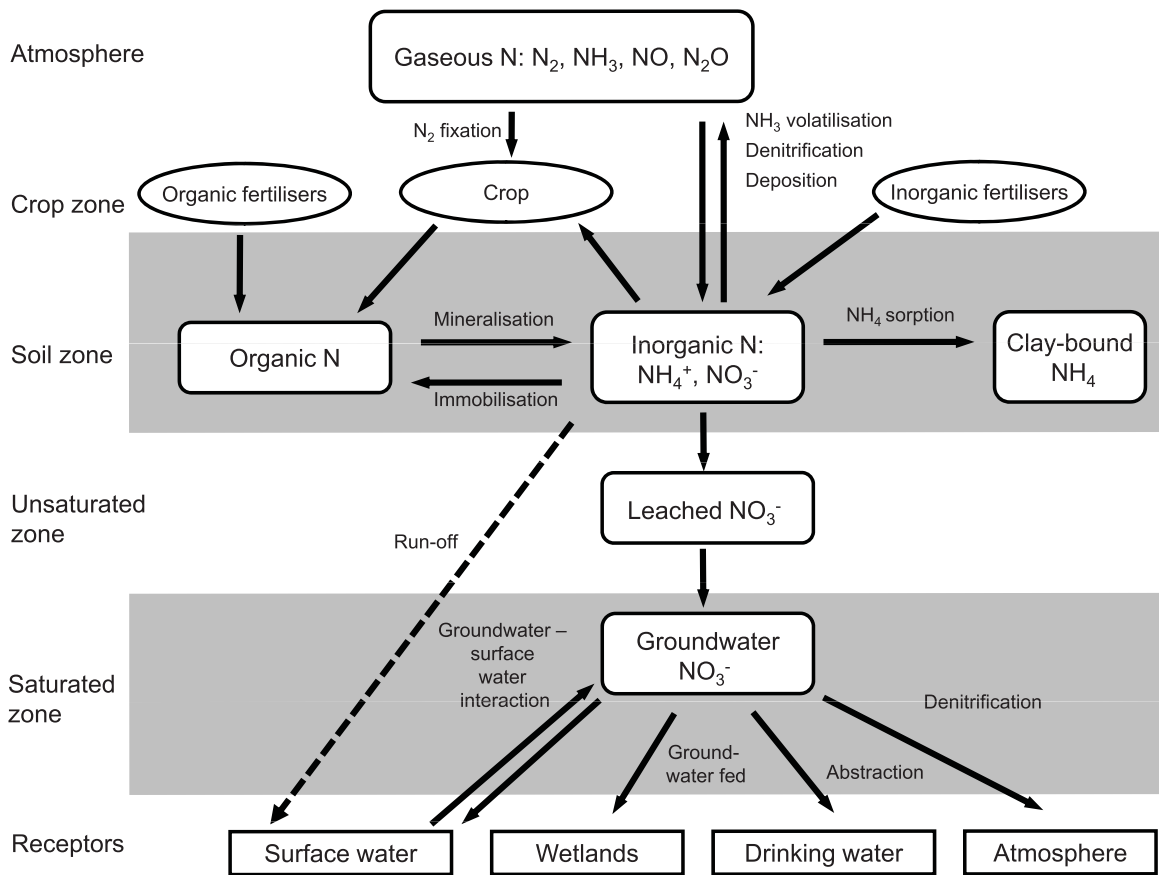 Atmosphere
Gaseous N: N₂, NH₃, NO, N₂O
N₂ fixation
NH₃ volatilisation
Denitrification
Deposition
Crop zone
Organic fertilisers
Crop
Inorganic fertilisers
Soil zone
Organic N
Mineralisation
Immobilisation
Inorganic N:
NH₄⁺, NO₃⁻
NH₄ sorption
Clay-bound
NH₄
Unsaturated
zone
Run-off
Leached NO₃⁻
Saturated
zone
Groundwater –
surface
water
interaction
Groundwater
NO₃⁻
Ground-
water fed
Abstraction
Denitrification
Receptors
Surface water
Wetlands
Drinking water
Atmosphere